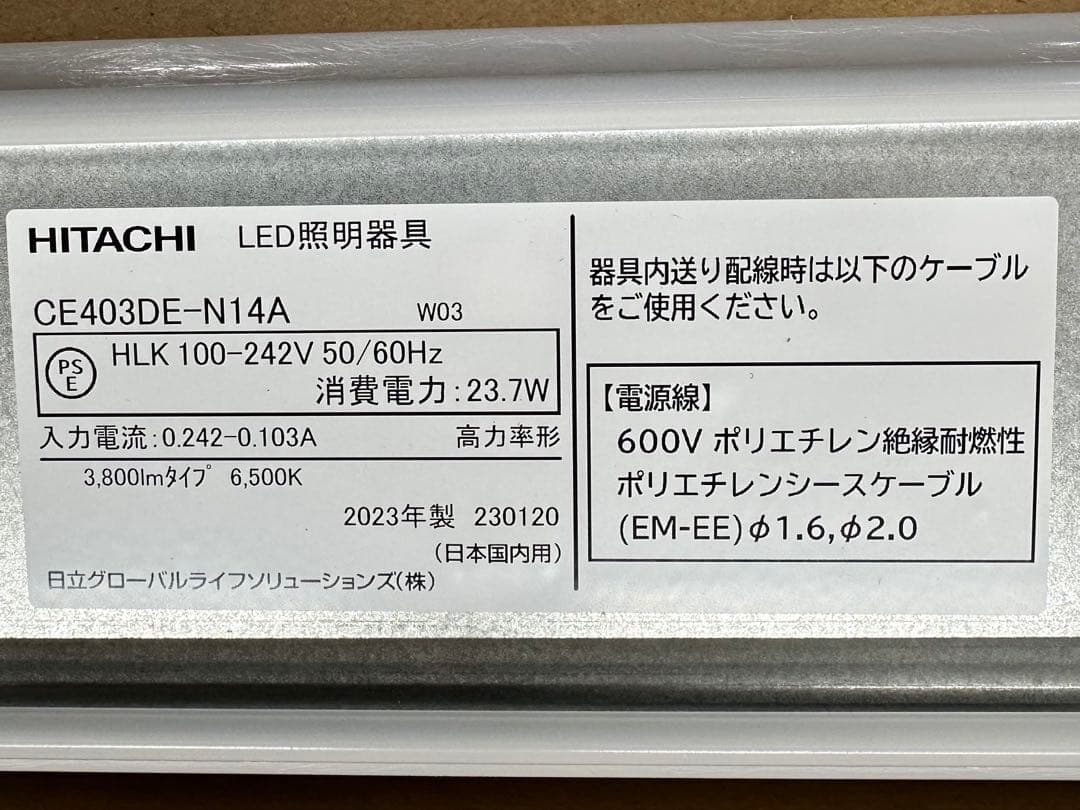 HITACHI LED照明器具
CE403DE-N14A W03
PS
E
HLK 100-242V 50/60Hz
消費電力:23.7W
入力電流:0.242-0.103A 高力率形
3,800lmﾀｲﾌﾟ 6,500K
2023年製 230120
(日本国内用)
日立グローバルライフソリューションズ(株)
器具内送り配線時は以下のケーブル
をご使用ください。
【電源線】
600V ポリエチレン絶縁耐燃性
ポリエチレンシースケーブル
(EM-EE)φ1.6,φ2.0